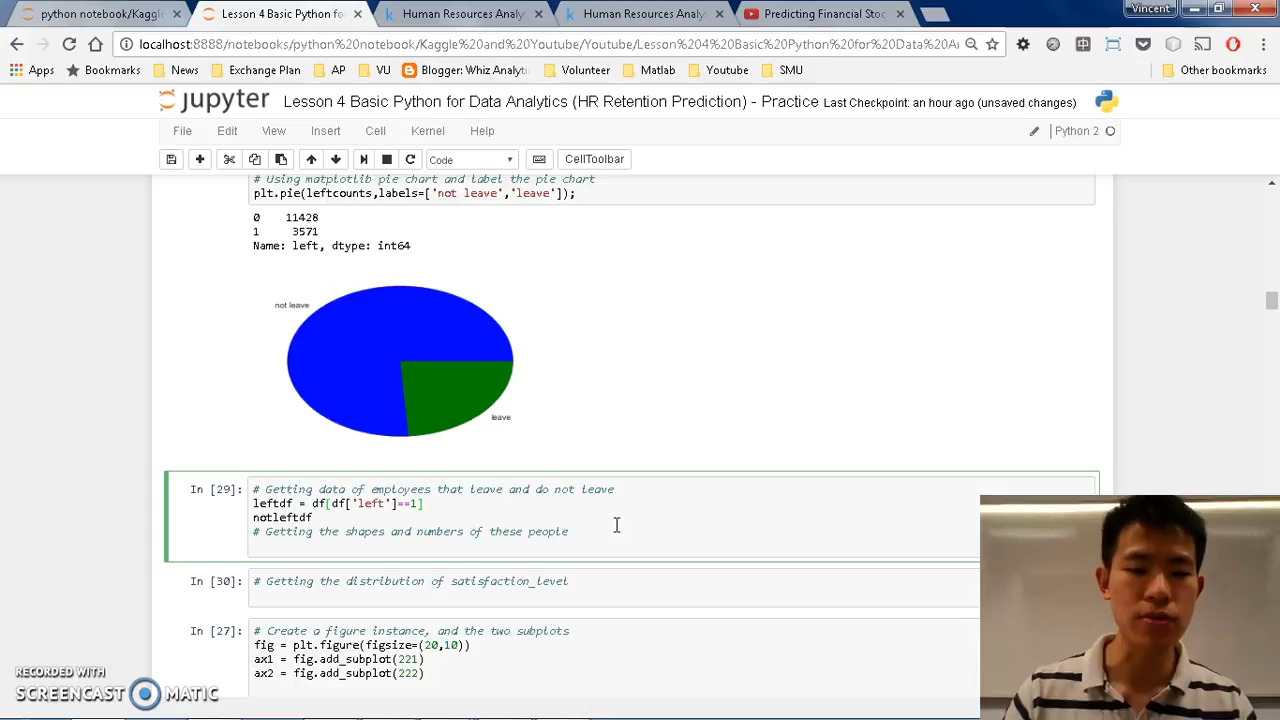 python notebook/Kaggl
Lesson 4 Basic Python fo
Human Resources Analy
Human Resources Analy
Predicting Financial St
Vincent
localhost:8888/notebooks/python%20notebook/Kaggle%20and%20Youtube/Youtube/Lesson%204%20Basic%20Python%20for%20Data%20A
Apps Bookmarks News Exchange Plan AP VU Blogger: Whiz Analyti Volunteer Matlab Youtube SMU Other bookmarks
jupyter Lesson 4 Basic Python for Data Analytics (HR Retention Prediction) - Practice un Checkpoint: an hour ago (unsaved changes)
File Edit View Insert Cell Kernel Help Python 2
Code CellToolbar
# Using matplotlib pie chart and label the pie chart
plt.pie(leftcounts,labels=['not leave','leave']);
0 11428
1 3571
Name: left, dtype: int64
not leave
leave
In [29]: # Getting data of employees that leave and do not leave
leftdf = df[df['left']==1]
notleftdf
# Getting the shapes and numbers of these people
In [30]: # Getting the distribution of satisfaction_level
In [27]: # Create a figure instance, and the two subplots
fig = plt.figure(figsize=(20,10))
ax1 = fig.add_subplot(221)
ax2 = fig.add_subplot(222)
RECORDED WITH
SCREENCAST MATIC